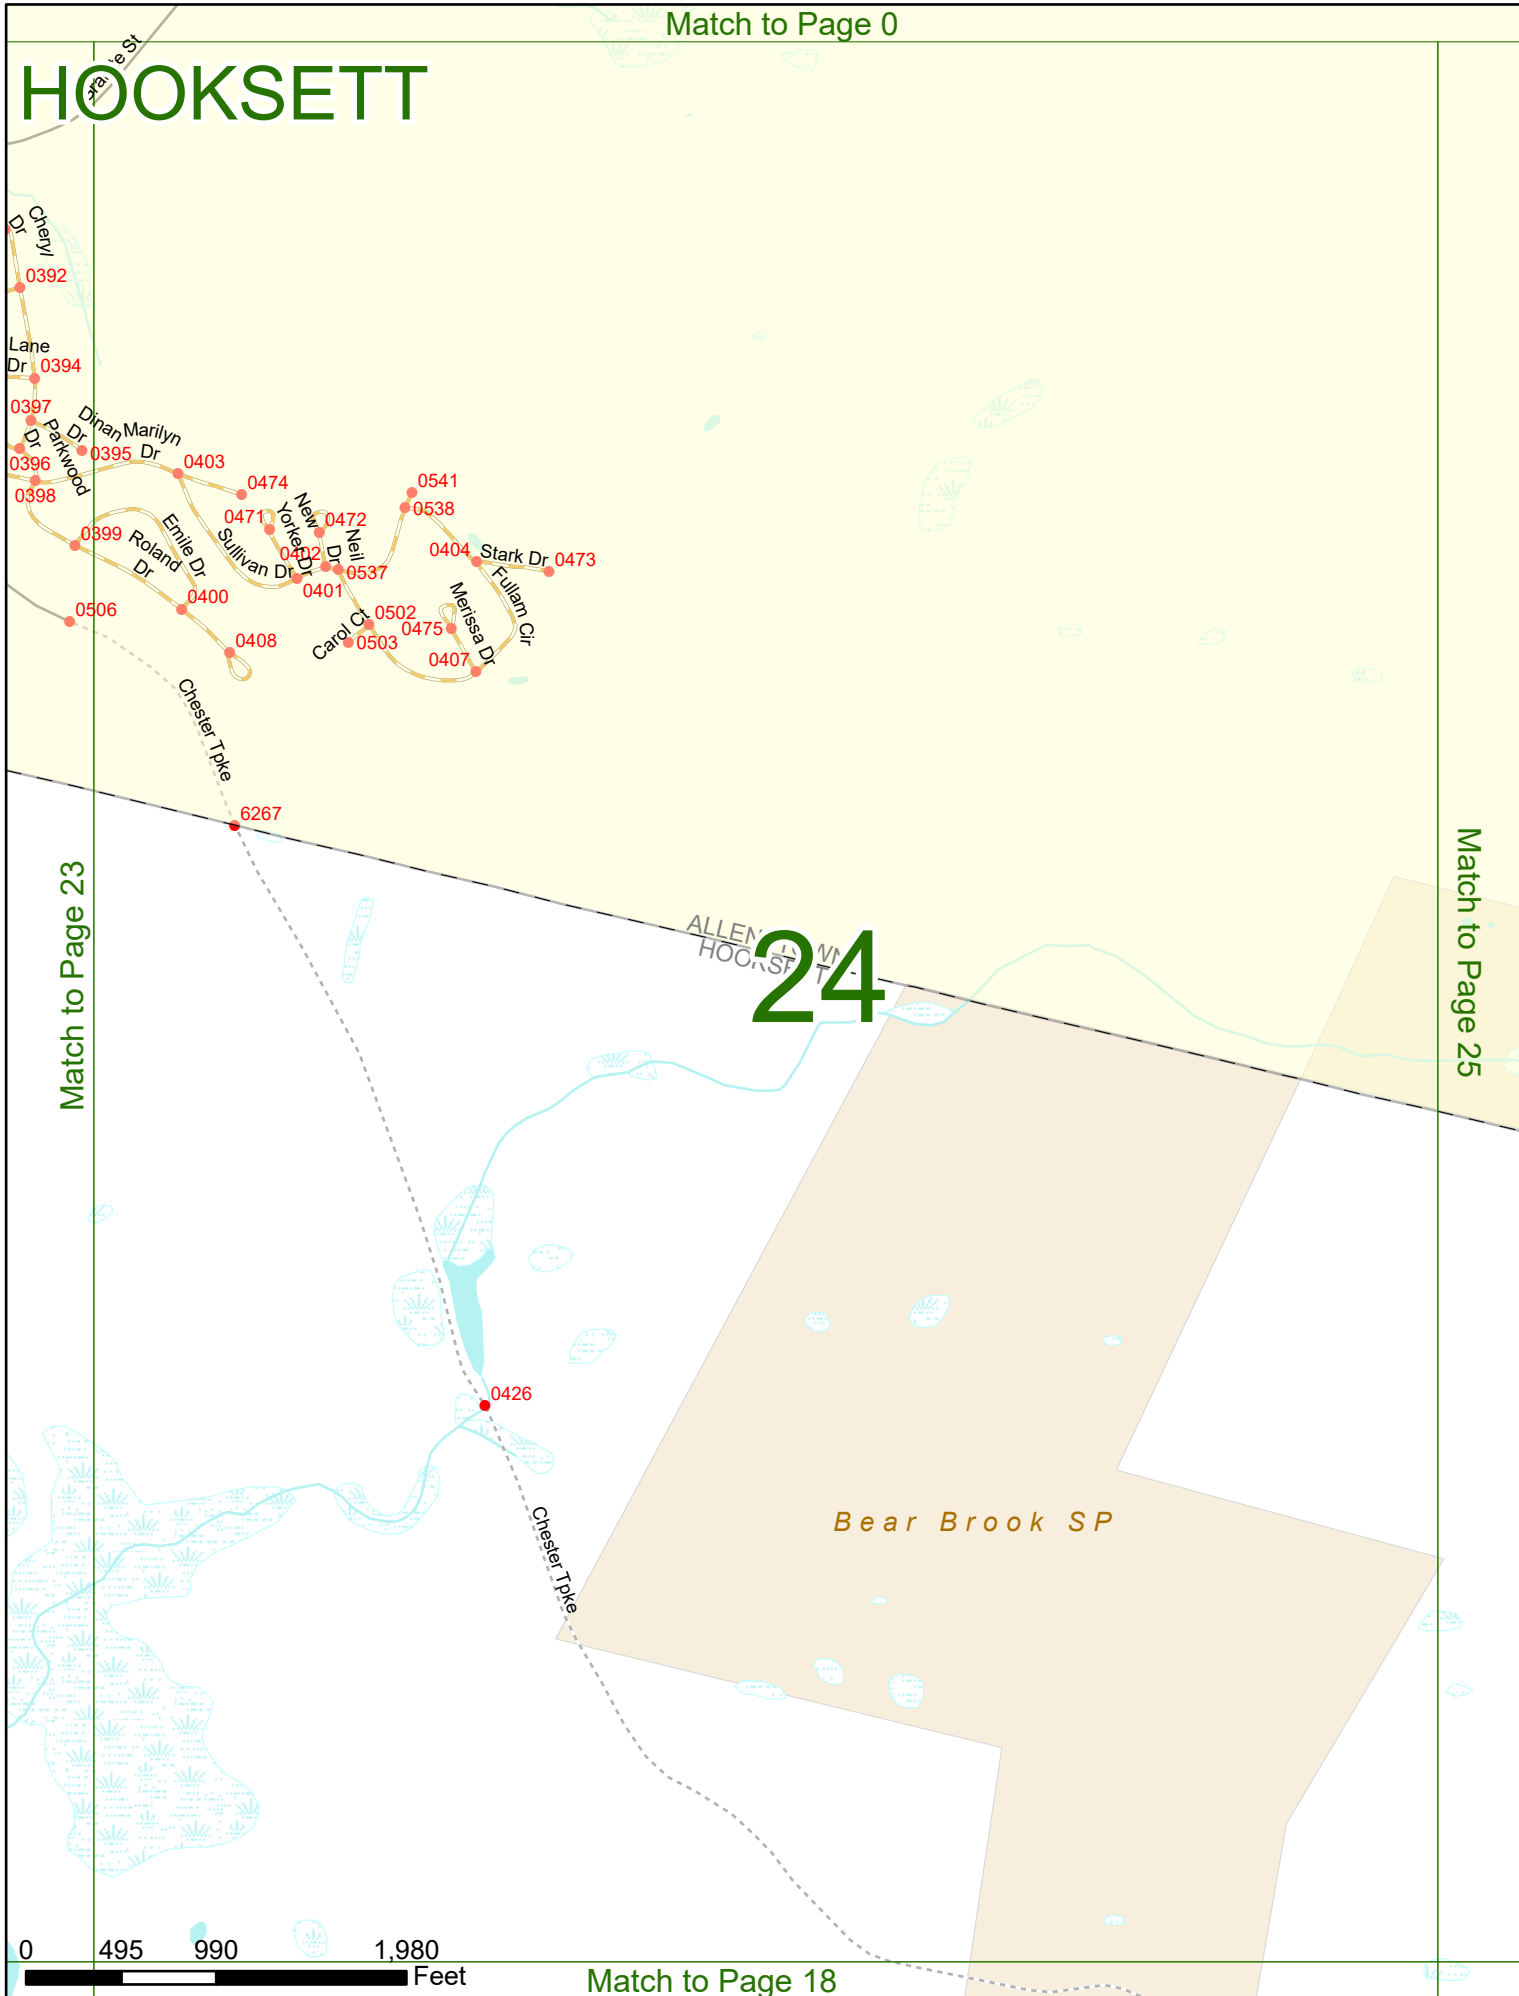 Match to Page 0
HOOKSETT
Cheryl
Dr
0392
Lane
Dr
0394
0397
Dinan
Dr
Marilyn
Dr
Parkwood
Dr
0395
0396
0403
0398
0474
0541
0471
New
Yorker Dr
0472
0538
0399
Emile Dr
Roland
Dr
Sullivan Dr
0402
Neil
Dr
0537
0404
Stark Dr
0473
0401
Fullam Cir
0400
0506
Carol Ct
0502
0503
0475
Merissa Dr
0408
0407
Chester Tpke
6267
Match to Page 23
Match to Page 25
HOOKSETT
24
0426
Chester Tpke
Bear Brook SP
0 495 990 1,980
Feet
Match to Page 18